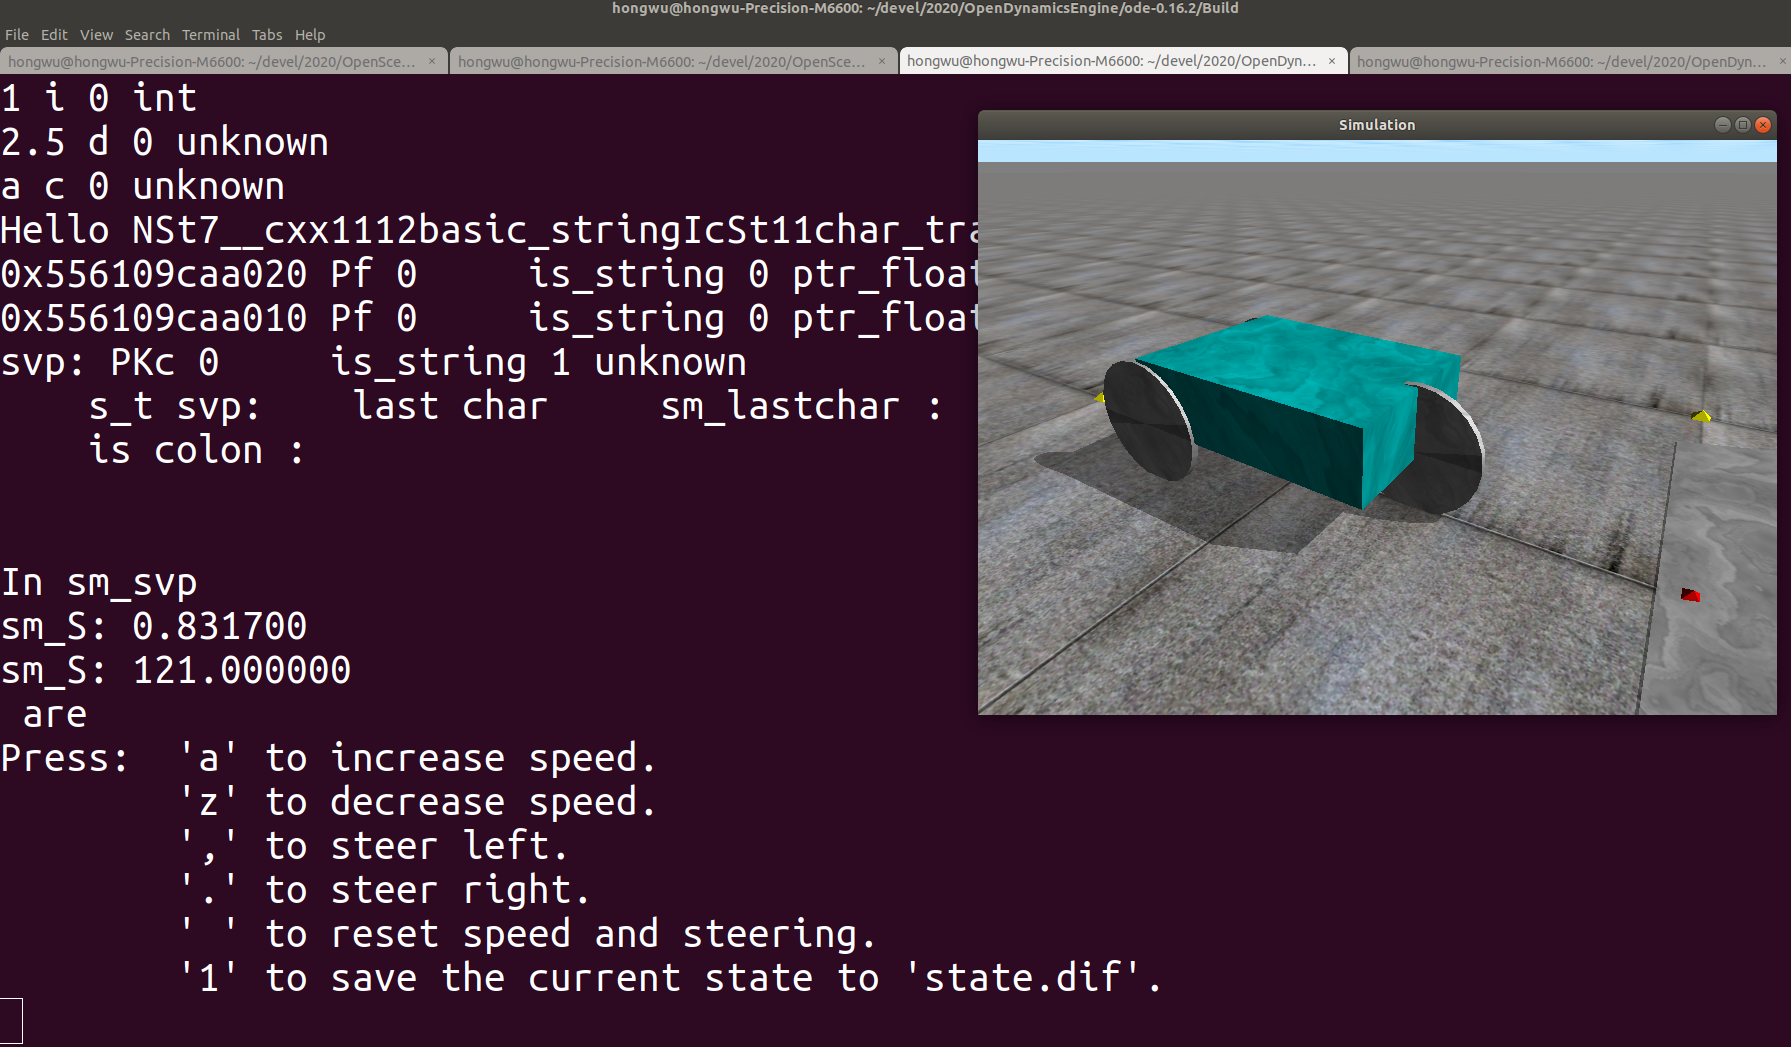 hongwu@hongwu-Precision-M6600: ~/devel/2020/OpenDynamicsEngine/ode-0.16.2/Build
File Edit View Search Terminal Tabs Help
hongwu@hongwu-Precision-M6600: ~/devel/2020/OpenSce... × hongwu@hongwu-Precision-M6600: ~/devel/2020/OpenSce... × hongwu@hongwu-Precision-M6600: ~/devel/2020/OpenDyn... × hongwu@hongwu-Precision-M6600: ~/devel/2020/OpenDyn... ×
1 i 0 int
2.5 d 0 unknown
a c 0 unknown
Hello NSt7__cxx1112basic_stringIcSt11char_tra
0x556109caa020 Pf 0     is_string 0 ptr_float
0x556109caa010 Pf 0     is_string 0 ptr_float
svp: PKc 0     is_string 1 unknown
    s_t svp:    last char     sm_lastchar :
    is colon :
In sm_svp
sm_S: 0.831700
sm_S: 121.000000
 are
Press:  'a' to increase speed.
        'z' to decrease speed.
        ',' to steer left.
        '.' to steer right.
        ' ' to reset speed and steering.
        '1' to save the current state to 'state.dif'.
Simulation